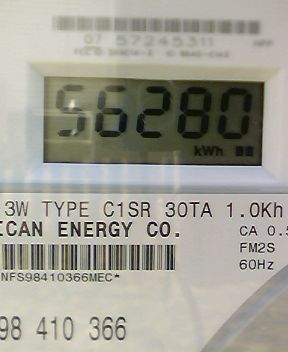 07 57245311
56280
kWh
3W TYPE C1SR 30TA 1.0Kh
ICAN ENERGY CO.
CA 0.5
FM2S
60Hz
NFS98410366MEC*
98 410 366